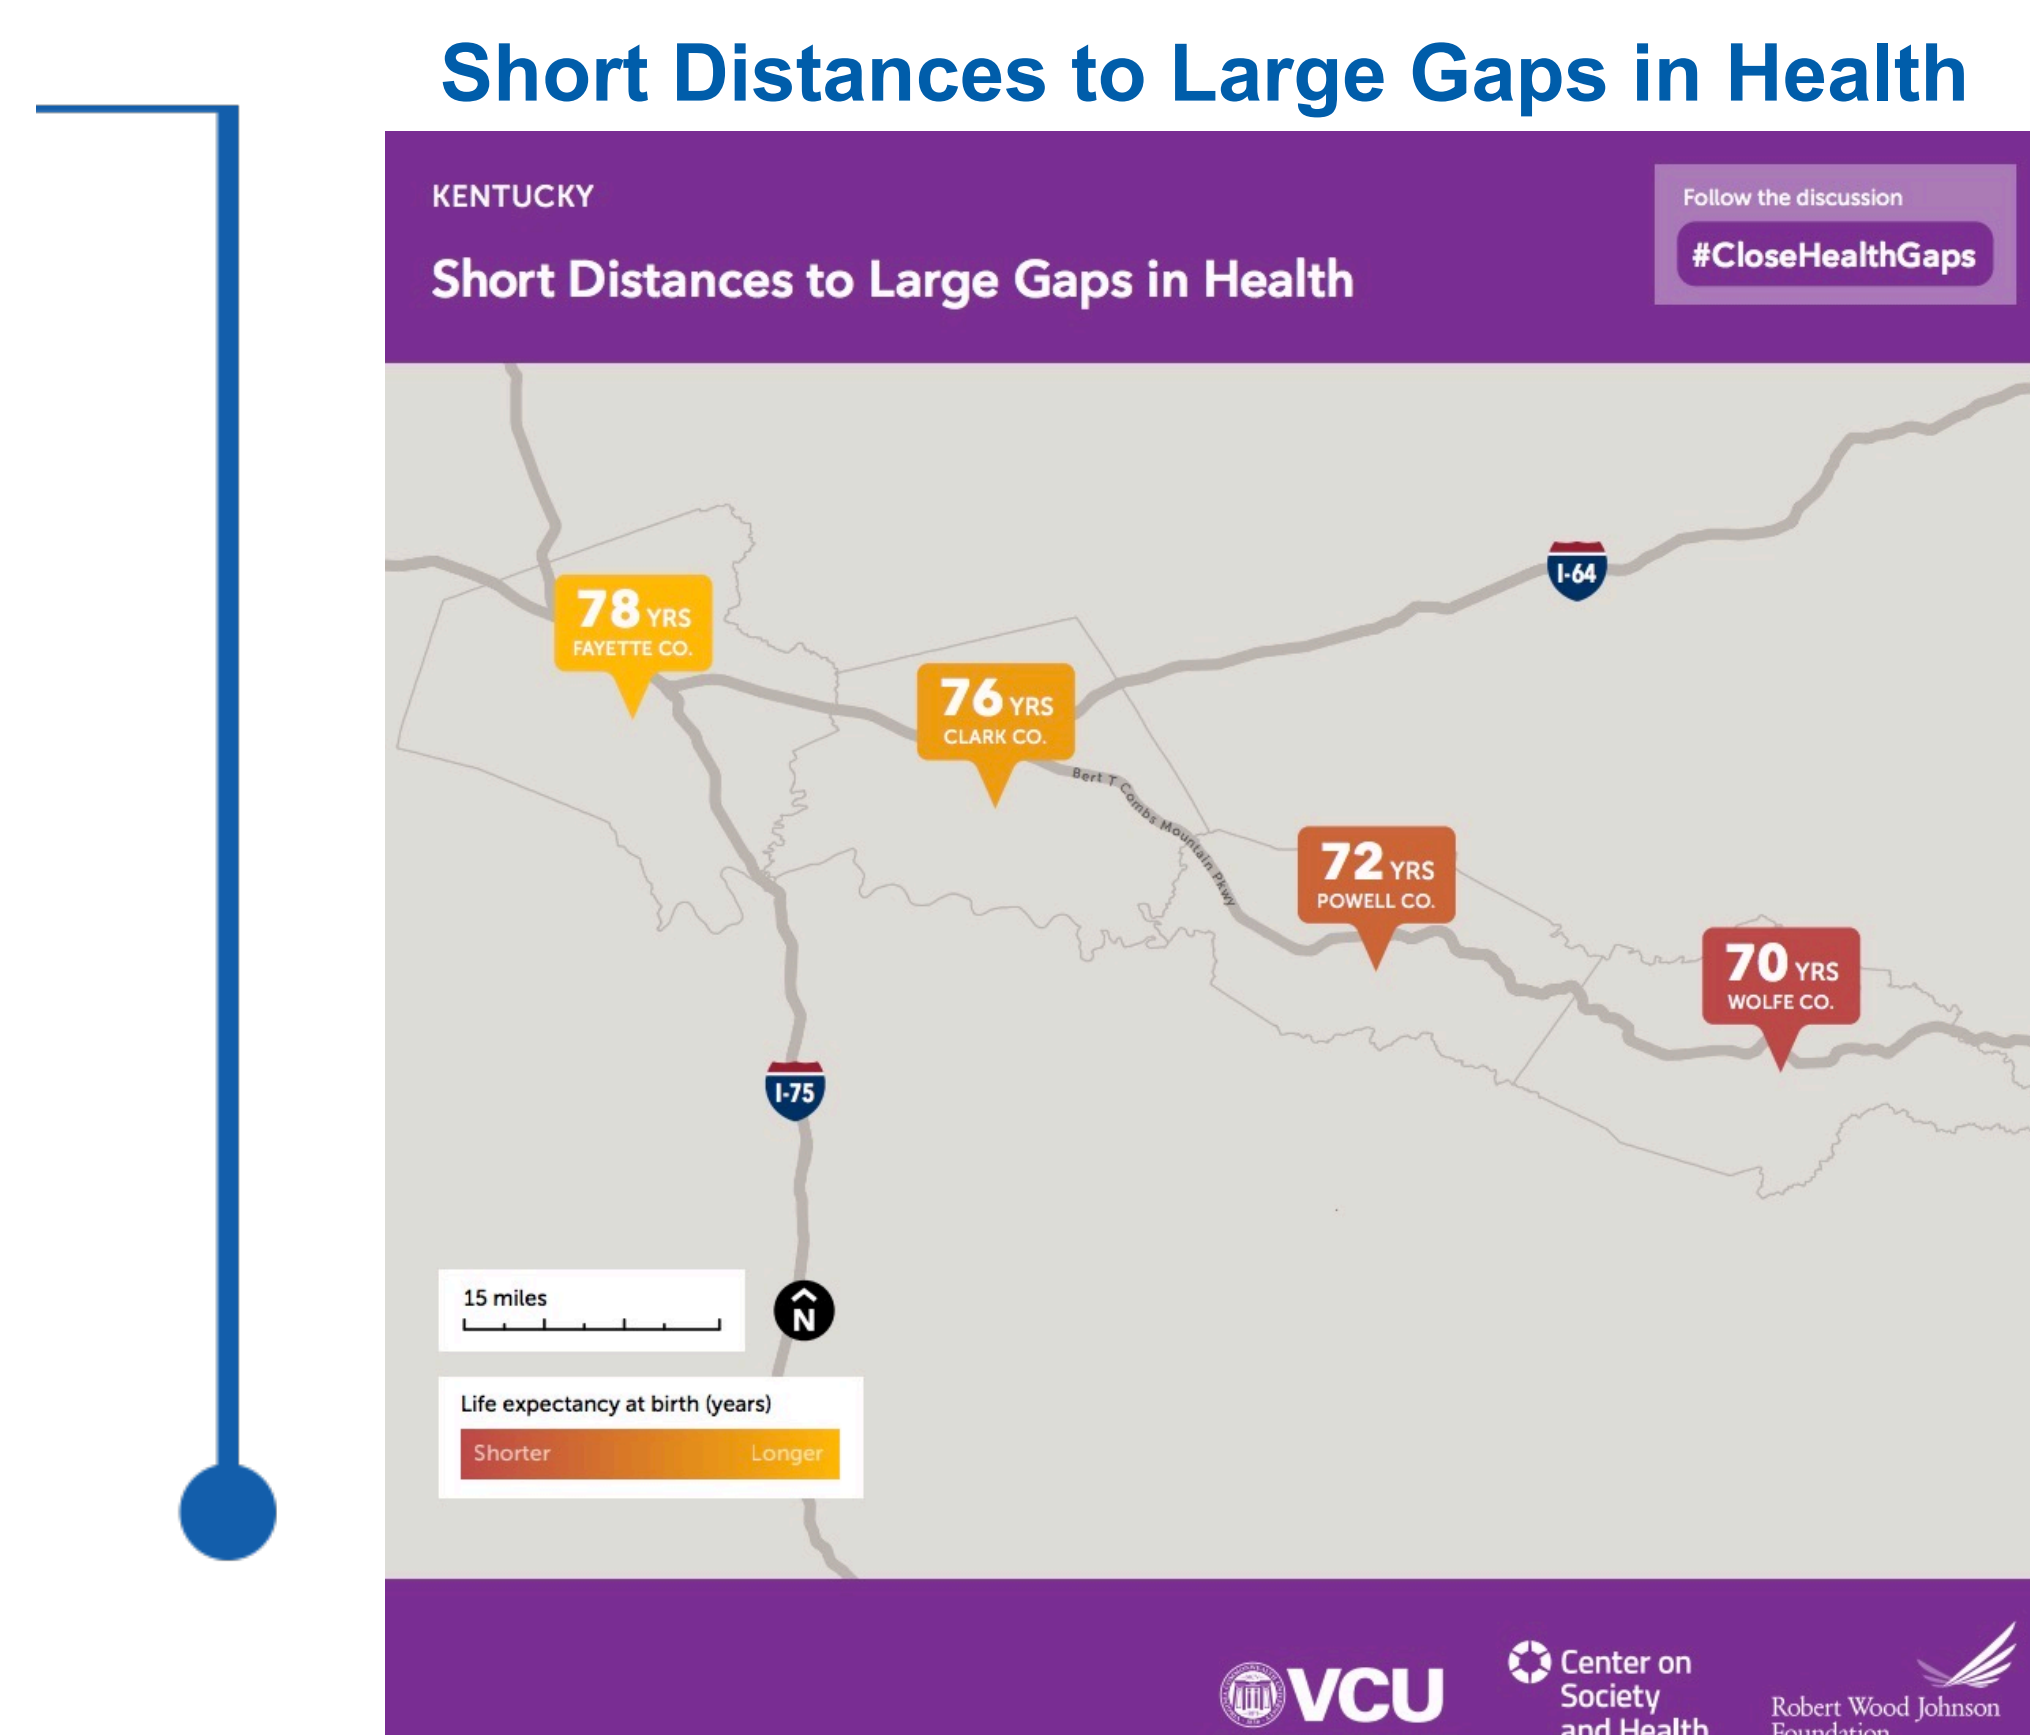 Short Distances to Large Gaps in Health
KENTUCKY
Short Distances to Large Gaps in Health
Follow the discussion
#CloseHealthGaps
I-64
78 YRS
FAYETTE CO.
76 YRS
CLARK CO.
Bert T Combs Mountain Pkwy
72 YRS
POWELL CO.
70 YRS
WOLFE CO.
I-75
15 miles
N
Life expectancy at birth (years)
Shorter Longer
VCU
Center on
Society
and Health
Robert Wood Johnson
Foundation